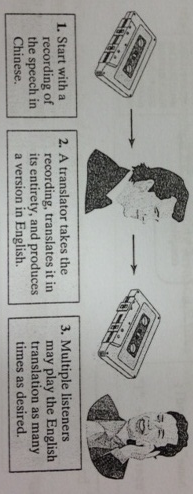 1. Start with a
recording of
the speech in
Chinese.
2. A translator takes the
recording, translates it in
its entirety, and produces
a version in English.
3. Multiple listeners
may play the English
translation as many
times as desired.